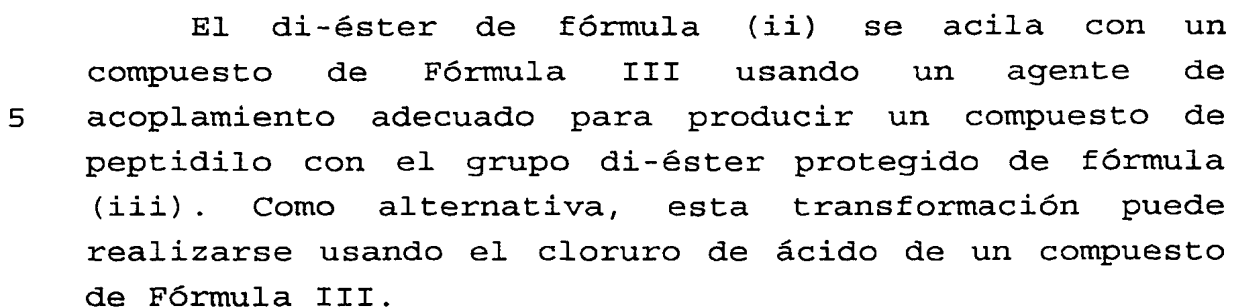 El di-éster de fórmula (ii) se acila con un
compuesto de Fórmula III usando un agente de
5 acoplamiento adecuado para producir un compuesto de
peptidilo con el grupo di-éster protegido de fórmula
(iii). Como alternativa, esta transformación puede
realizarse usando el cloruro de ácido de un compuesto
de Fórmula III.